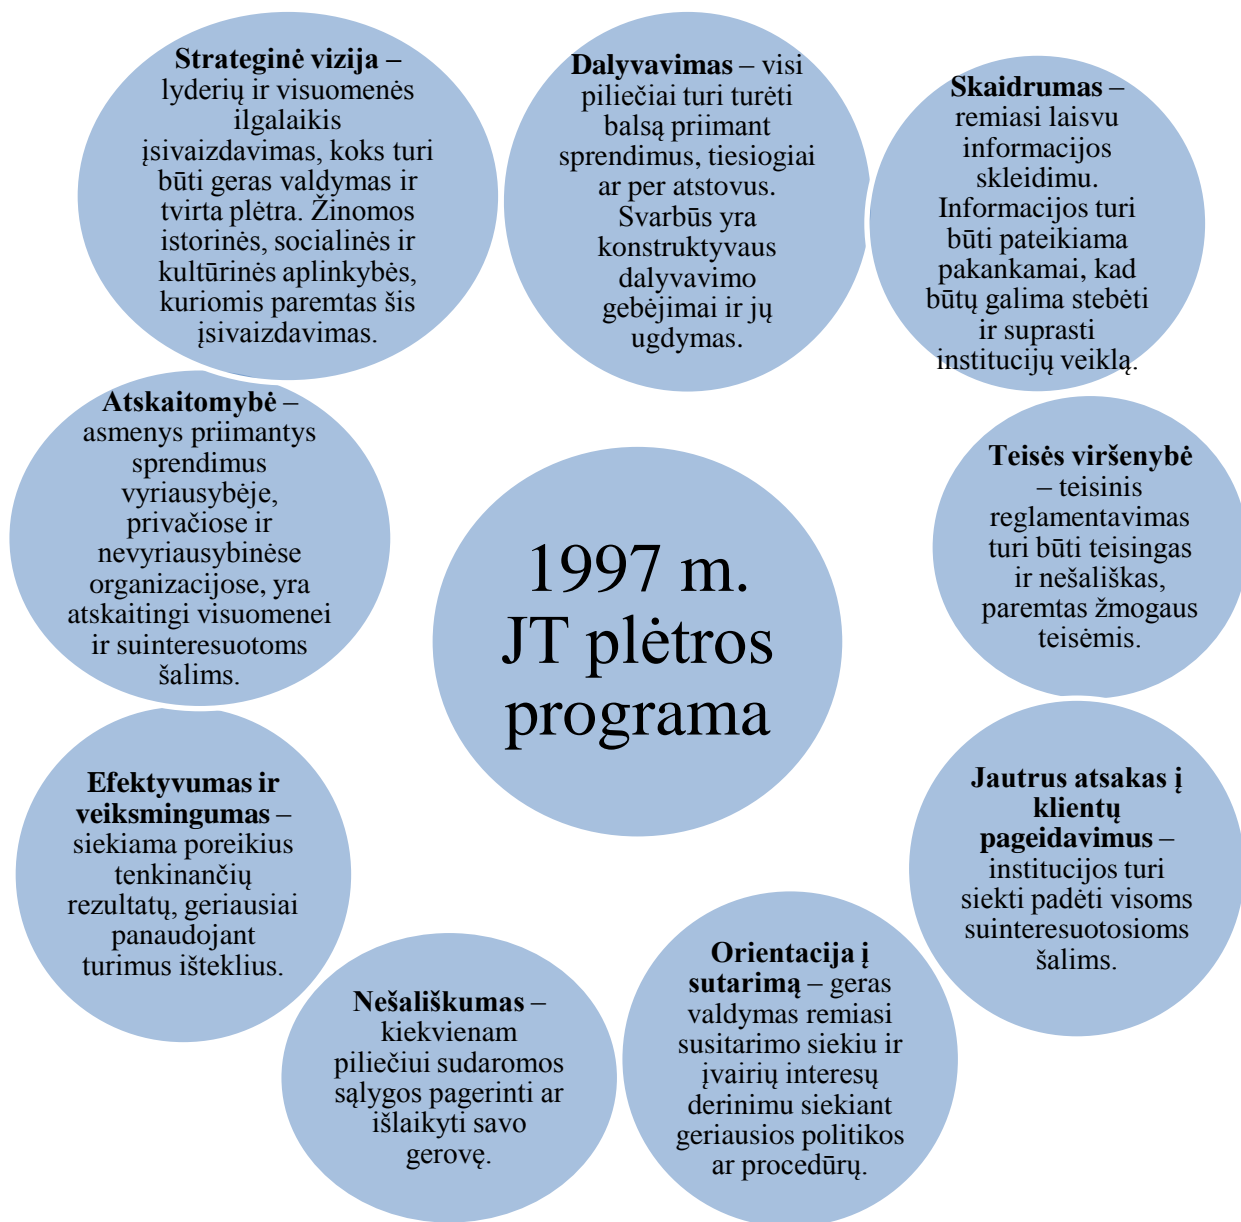 Strateginė vizija –
lyderių ir visuomenės
ilgalaikis
įsivaizdavimas, koks turi
būti geras valdymas ir
tvirta plėtra. Žinomos
istorinės, socialinės ir
kultūrinės aplinkybės,
kuriomis paremtas šis
įsivaizdavimas.
Dalyvavimas – visi
piliečiai turi turėti
balsą priimant
sprendimus, tiesiogiai
ar per atstovus.
Svarbūs yra
konstruktyvaus
dalyvavimo
gebėjimai ir jų
ugdymas.
Skaidrumas –
remiasi laisvu
informacijos
skleidimu.
Informacijos turi
būti pateikiama
pakankamai, kad
būtų galima stebėti
ir suprasti
institucijų veiklą.
Teisės viršenybė
– teisinis
reglamentavimas
turi būti teisingas
ir nešališkas,
paremtas žmogaus
teisėmis.
Jautrus atsakas į
klientų
pageidavimus –
institucijos turi
siekti padėti visoms
suinteresuotosioms
šalims.
Orientacija į
sutarimą – geras
valdymas remiasi
susitarimo siekiu ir
įvairių interesų
derinimu siekiant
geriausios politikos
ar procedūrų.
Nešališkumas –
kiekvienam
piliečiui sudaromos
sąlygos pagerinti ar
išlaikyti savo
gerovę.
Efektyvumas ir
veiksmingumas –
siekiama poreikius
tenkinančių
rezultatų, geriausiai
panaudojant
turimus išteklius.
Atskaitomybė –
asmenys priimantys
sprendimus
vyriausybėje,
privačiose ir
nevyriausybinėse
organizacijose, yra
atskaitingi visuomenei
ir suinteresuotoms
šalims.
1997 m.
JT plėtros
programa